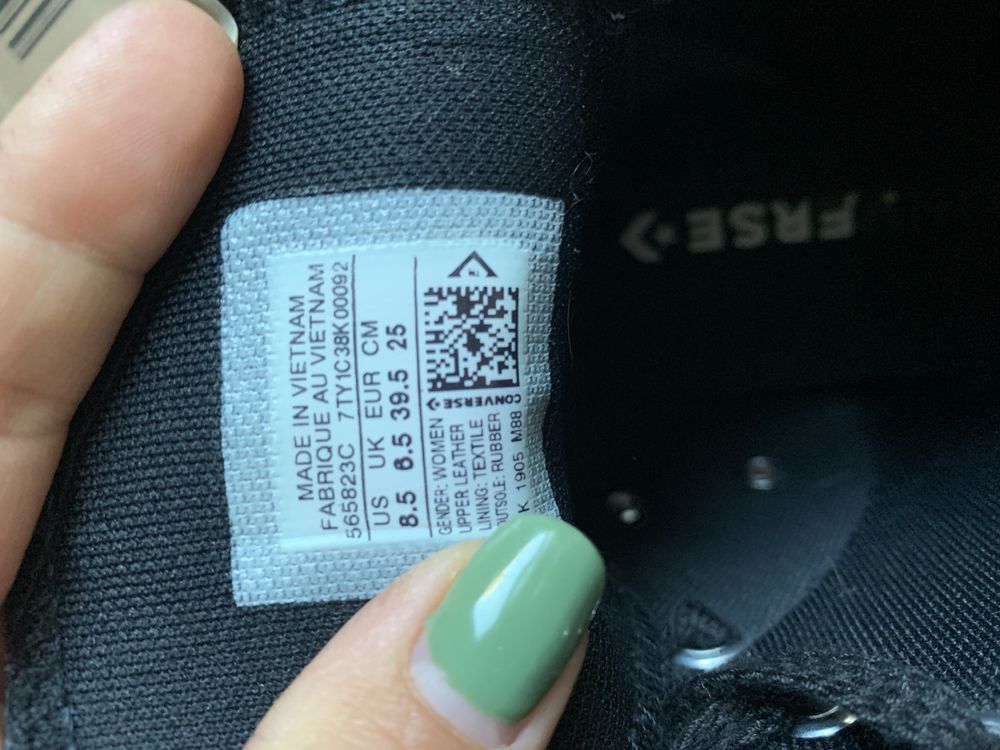 MADE IN VIETNAM
FABRIQUE AU VIETNAM
565823C 7TY1C38K00092
US UK EUR CM
8.5 6.5 39.5 25
GENDER: WOMEN
UPPER LEATHER
LINING: TEXTILE
OUTSOLE: RUBBER
K 1905 M88
CONVERSE
ERSE